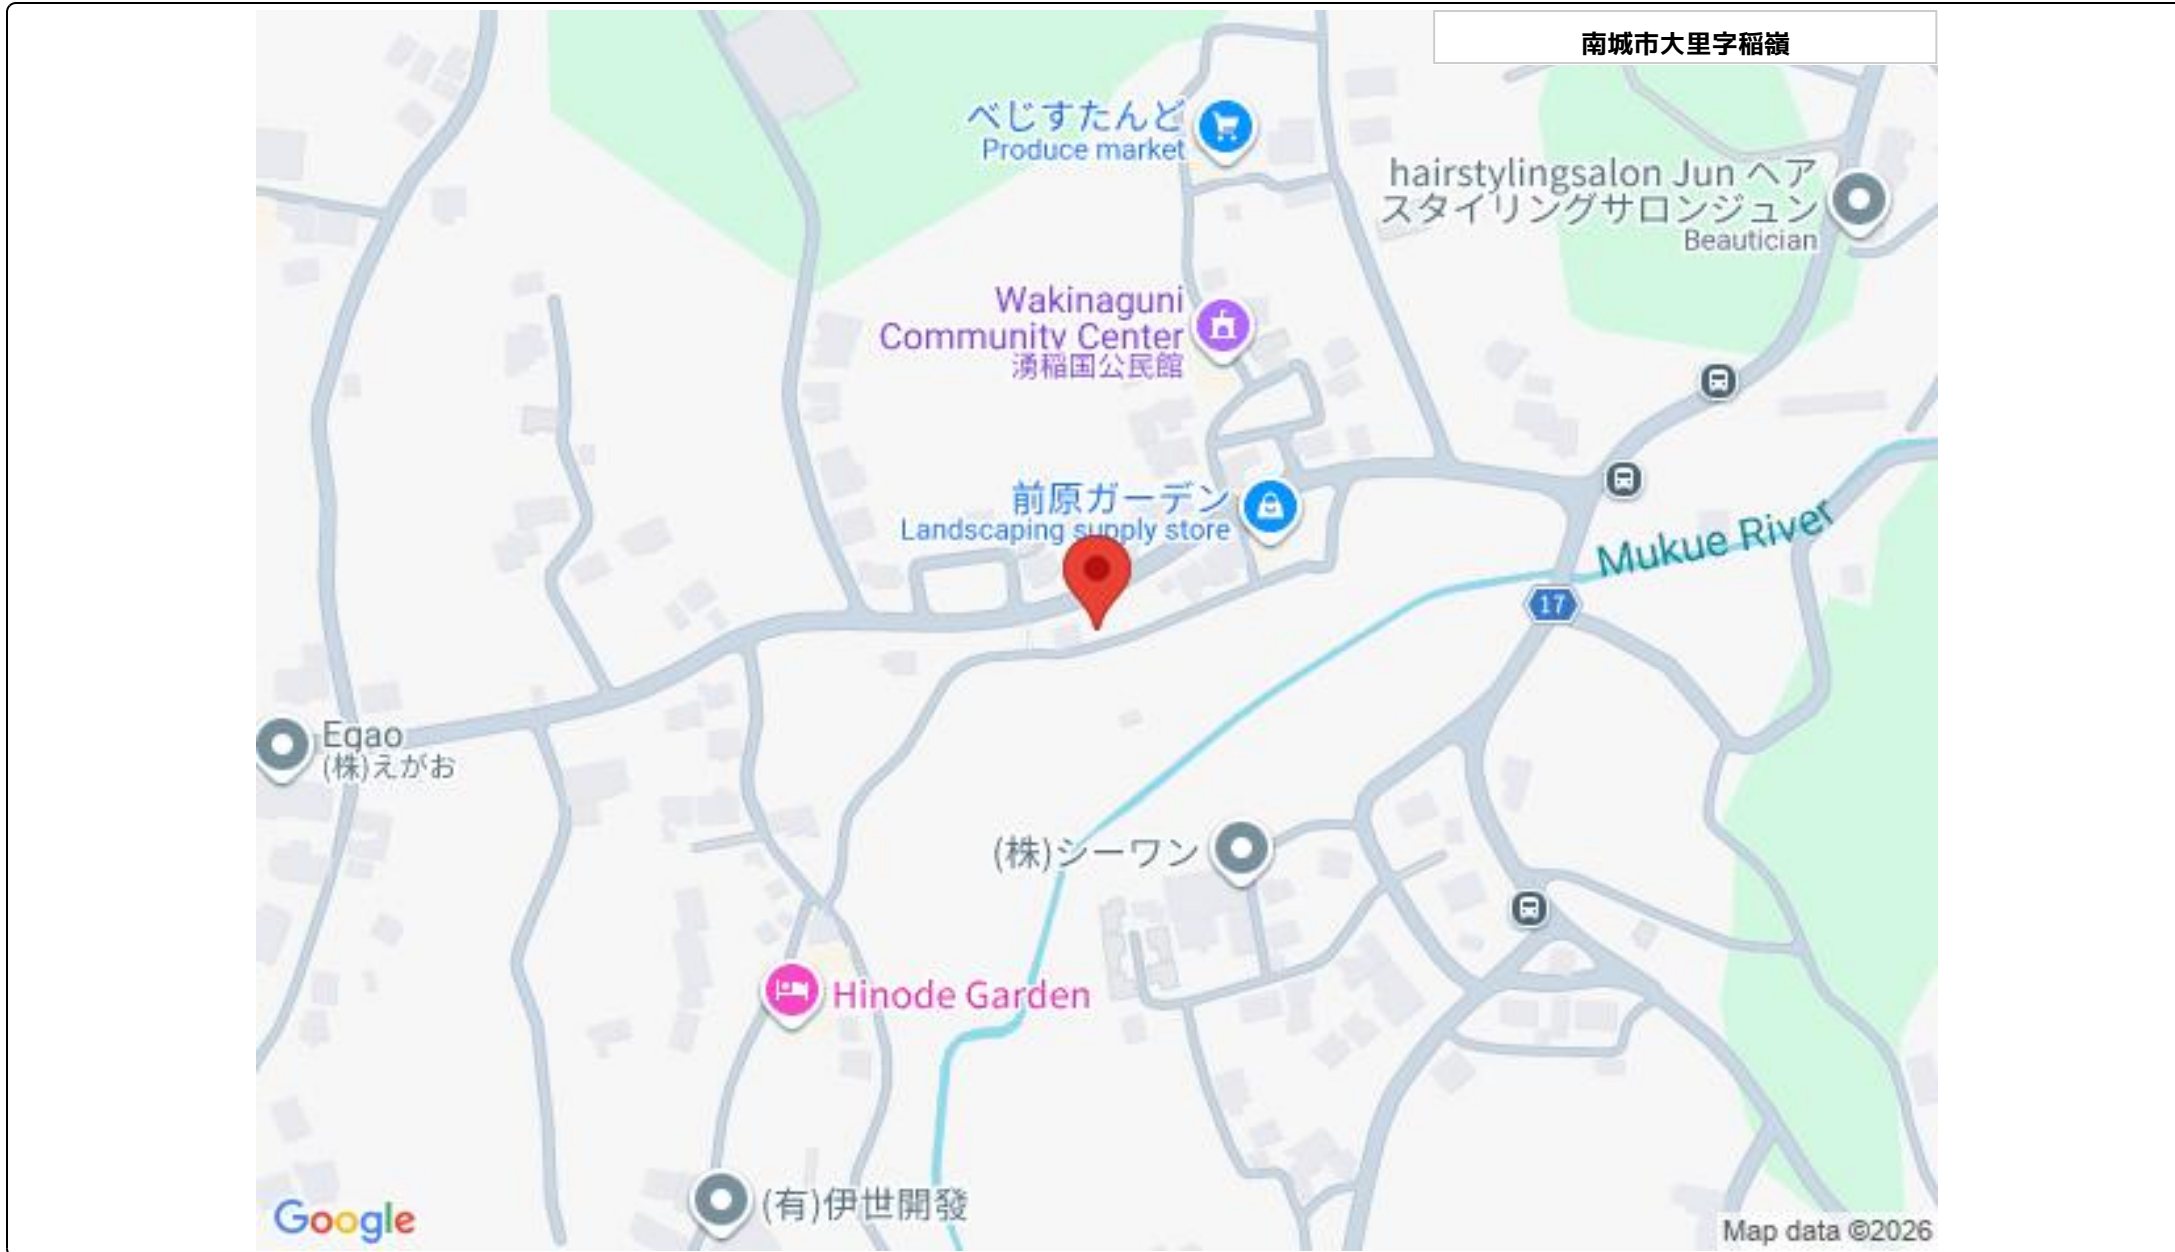 南城市大里字稲嶺
べじすたんど
Produce market
hairstylingsalon Jun ヘア
スタイリングサロンジュン
Beautician
Wakinaguni
Community Center
湧稲国公民館
前原ガーデン
Landscaping supply store
Mukue River
17
Egao
(株)えがお
(株)シーワン
Hinode Garden
(有)伊世開發
Google
Map data ©2026